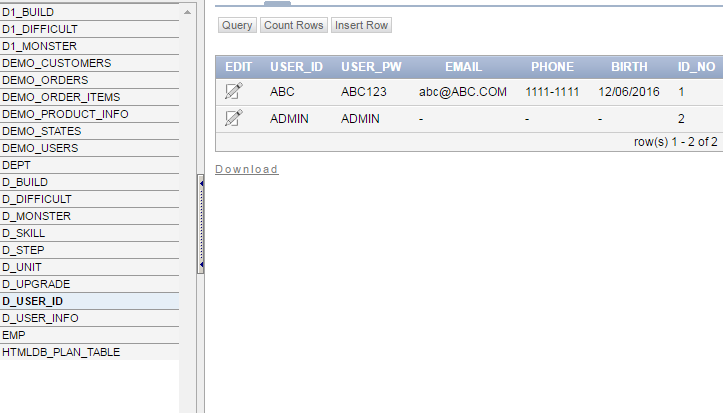 D1_BUILD
D1_DIFFICULT
D1_MONSTER
DEMO_CUSTOMERS
DEMO_ORDERS
DEMO_ORDER_ITEMS
DEMO_PRODUCT_INFO
DEMO_STATES
DEMO_USERS
DEPT
D_BUILD
D_DIFFICULT
D_MONSTER
D_SKILL
D_STEP
D_UNIT
D_UPGRADE
D_USER_ID
D_USER_INFO
EMP
HTMLDB_PLAN_TABLE
Query Count Rows Insert Row
EDIT USER_ID USER_PW EMAIL PHONE BIRTH ID_NO
ABC ABC123 abc@ABC.COM 1111-1111 12/06/2016 1
ADMIN ADMIN - - - 2
row(s) 1 - 2 of 2
Download